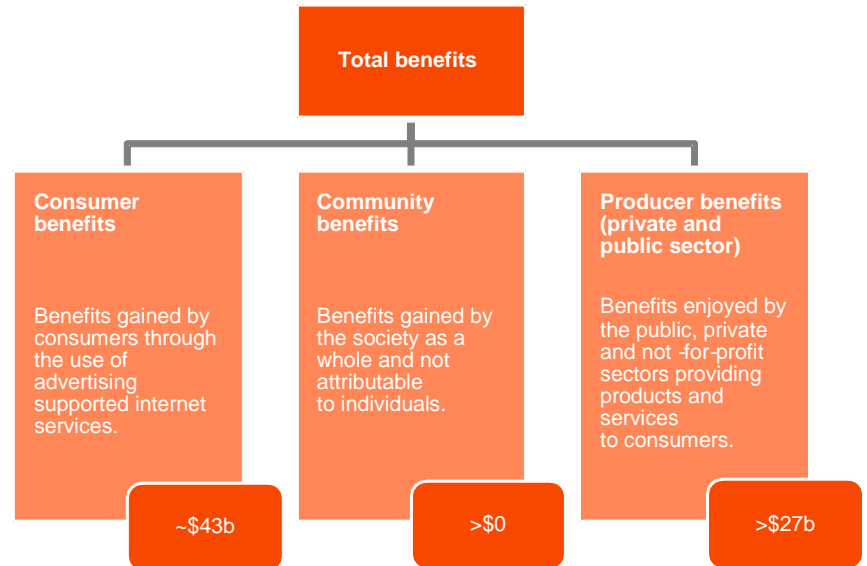 Total benefits
Consumer
benefits
Benefits gained by
consumers through
the use of
advertising
supported internet
services.
~$43b
Community
benefits
Benefits gained by
the society as a
whole and not
attributable
to individuals.
>$0
Producer benefits
(private and
public sector)
Benefits enjoyed by
the public, private
and not -for-profit
sectors providing
products and
services
to consumers.
>$27b